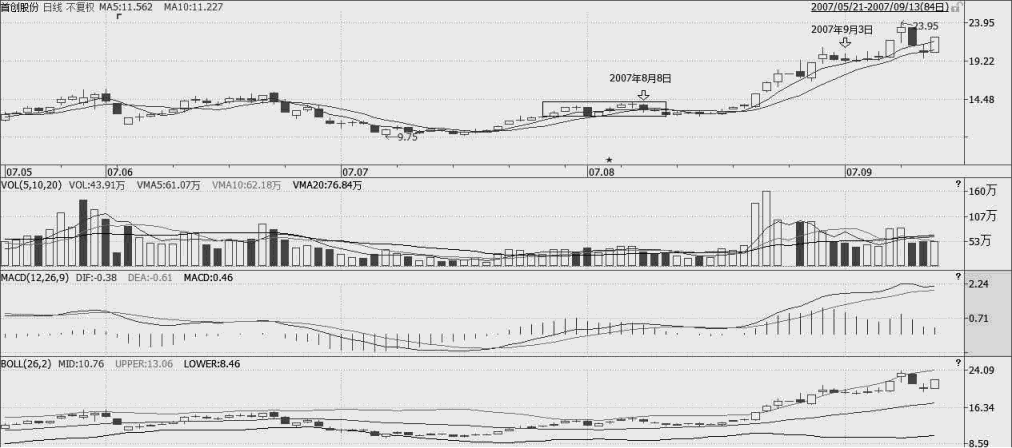 首创股份 日线 不复权 MA5:11.562 MA10:11.227
2007/05/21-2007/09/13(84日)
23.95
2007年9月3日
23.95
19.22
2007年8月8日
14.48
9.75
07.05 07.06 07.07 07.08 07.09
VOL(5,10,20) VOL:43.91万 VMA5:61.07万 VMA10:62.18万 VMA20:76.84万 ?
160万
107万
53万
MACD(12,26,9) DIF:-0.38 DEA:-0.61 MACD:0.46 ?
2.24
0.71
BOLL(26,2) MID:10.76 UPPER:13.06 LOWER:8.46 ?
24.09
16.34
8.59